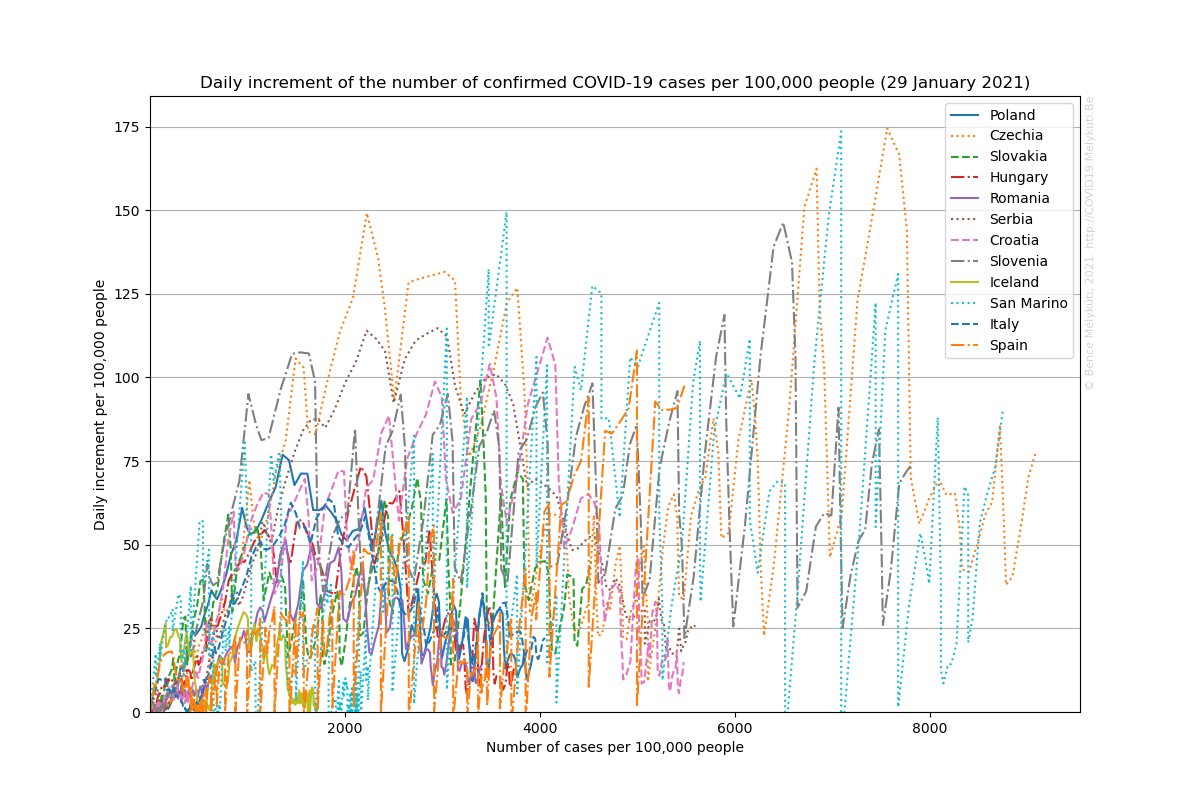 Daily increment of the number of confirmed COVID-19 cases per 100,000 people (29 January 2021)
Daily increment per 100,000 people
175
150
125
100
75
50
25
0
2000
4000
6000
8000
Number of cases per 100,000 people
Poland
Czechia
Slovakia
Hungary
Romania
Serbia
Croatia
Slovenia
Iceland
San Marino
Italy
Spain
© Bence Mélykúti, 2021 http://COVID19.Melykuti.Be